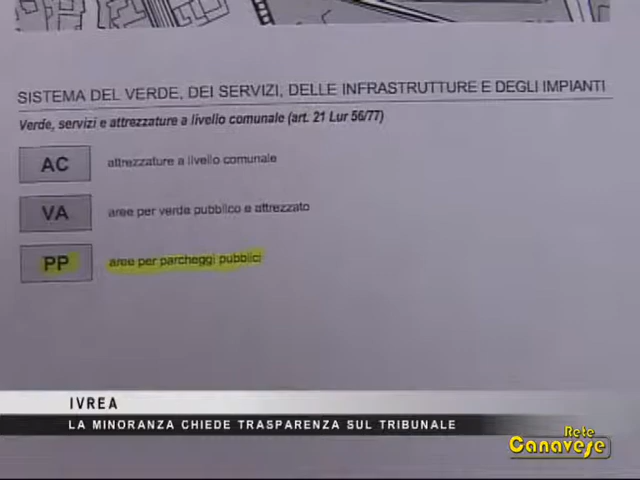 SISTEMA DEL VERDE, DEI SERVIZI, DELLE INFRASTRUTTURE E DEGLI IMPIANTI
Verde, servizi e attrezzature a livello comunale (art. 21 Lur 56/77)
AC attrezzature a livello comunale
VA aree per verde pubblico e attrezzato
PP aree per parcheggi pubblici
IVREA
LA MINORANZA CHIEDE TRASPARENZA SUL TRIBUNALE
Rete
Canavese